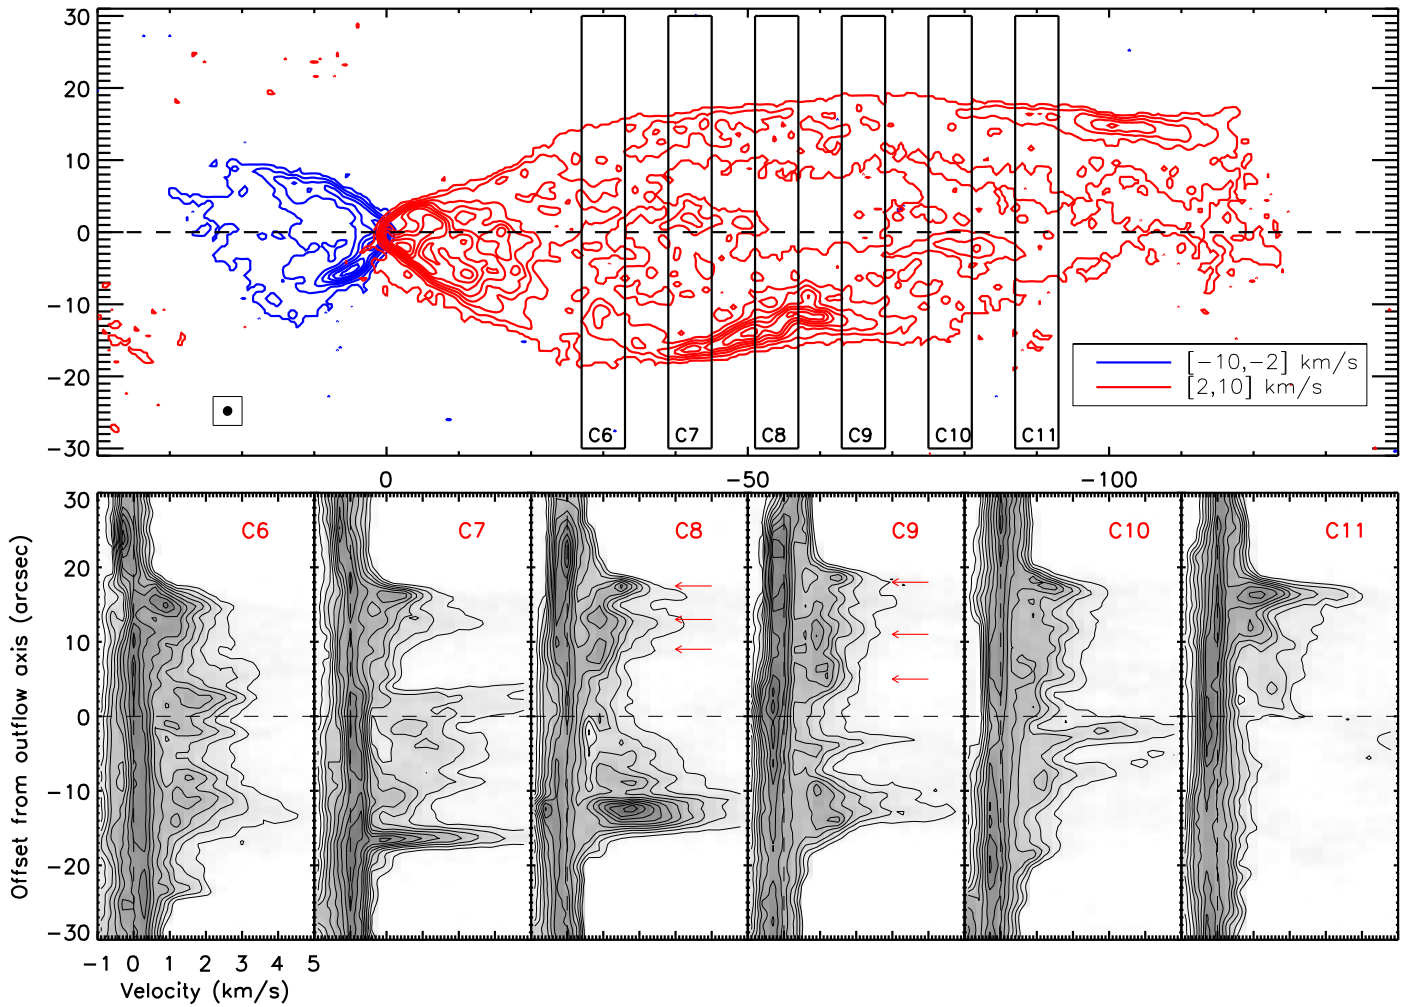 30
20
10
0
−10
−20
−30
C6 C7 C8 C9 C10 C11
[−10,−2] km/s
[2,10] km/s
0 −50 −100
30
20
10
0
−10
−20
−30
Offset from outflow axis (arcsec)
C6 C7 C8 C9 C10 C11
−1 0 1 2 3 4 5
Velocity (km/s)